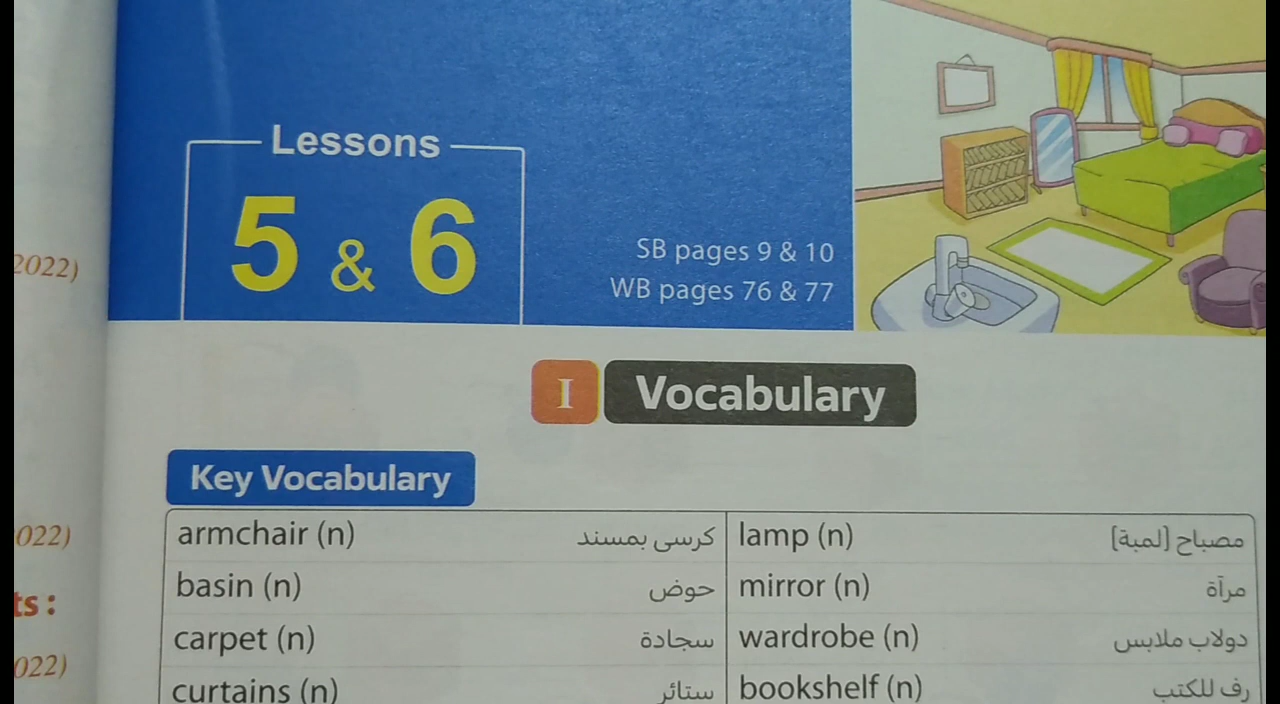 Lessons
5 & 6
SB pages 9 & 10
WB pages 76 & 77
I Vocabulary
Key Vocabulary
armchair (n) كرسى بمسند lamp (n) مصباح [لمبة]
basin (n) حوض mirror (n) مرآة
carpet (n) سجادة wardrobe (n) دولاب ملابس
curtains (n) ستائر bookshelf (n) رف للكتب
2022)
022)
ts :
022)